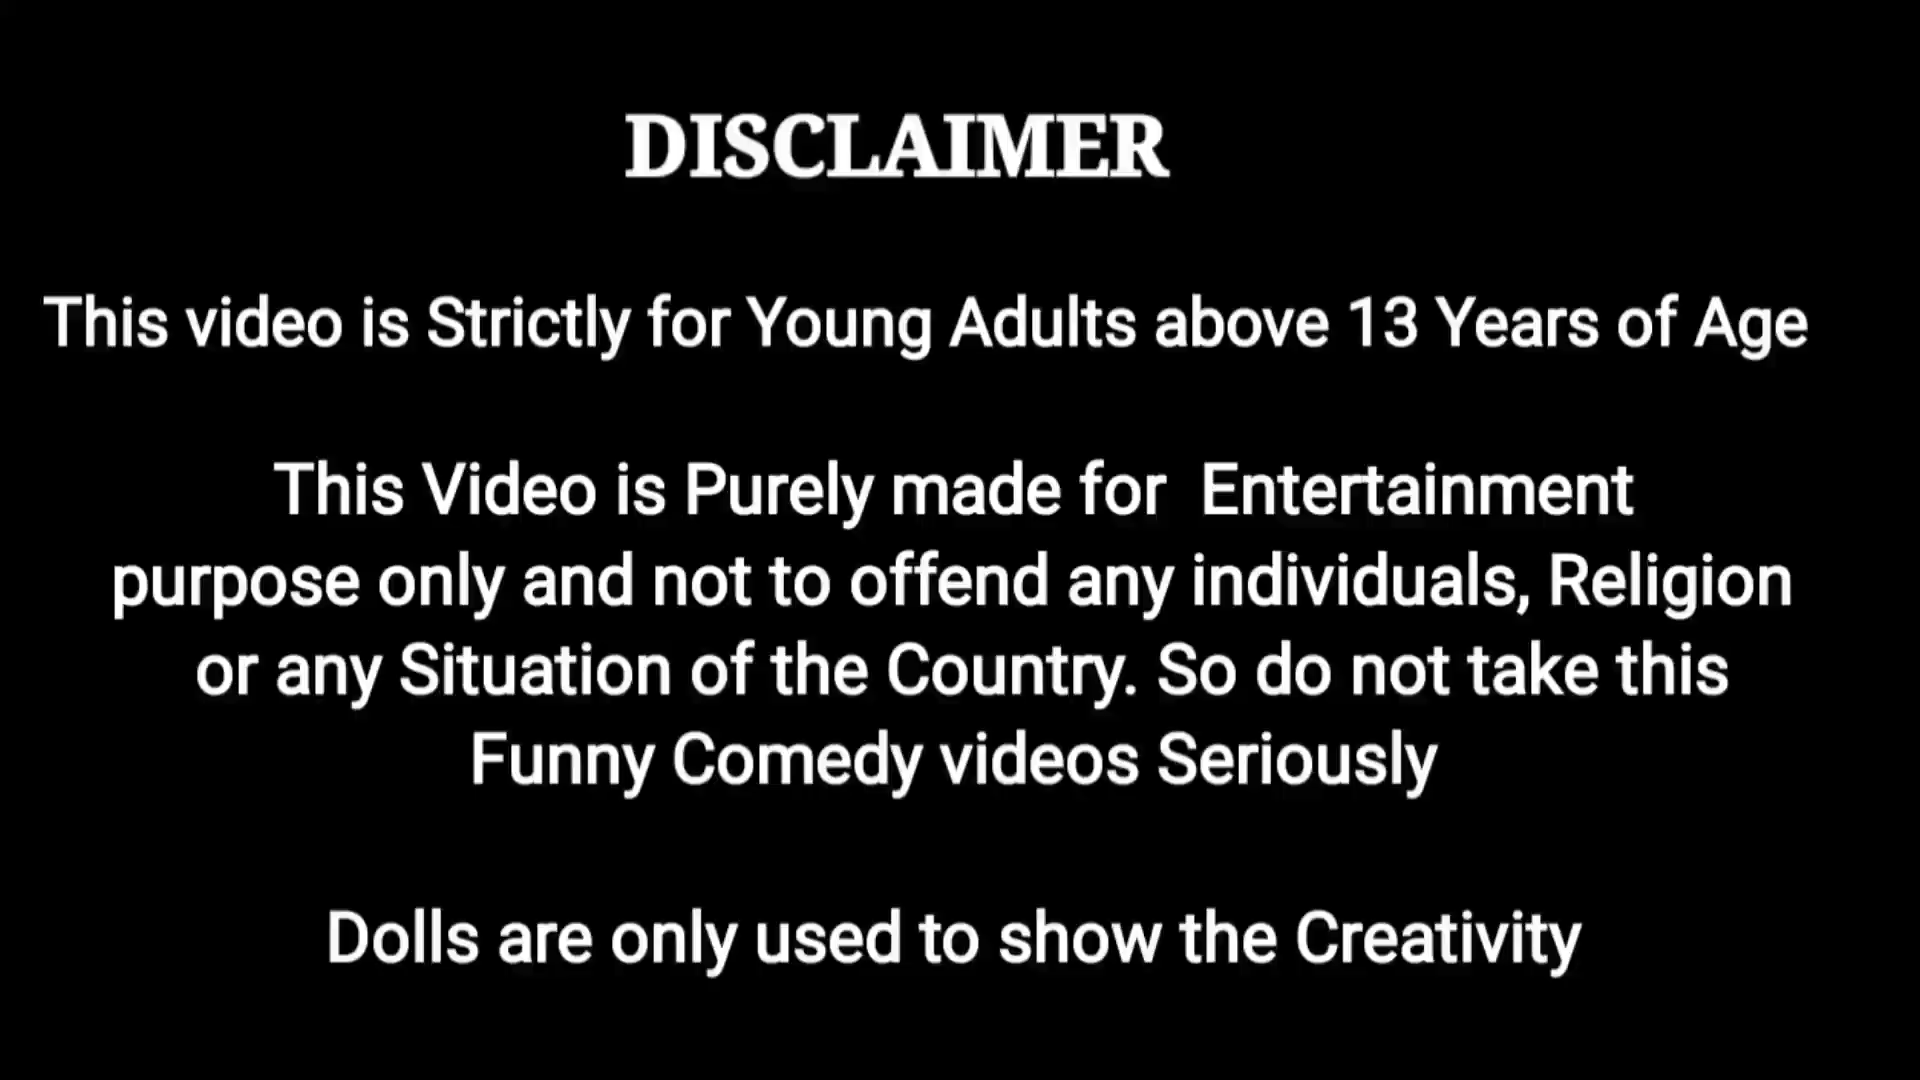 DISCLAIMER
This video is Strictly for Young Adults above 13 Years of Age
This Video is Purely made for Entertainment
purpose only and not to offend any individuals, Religion
or any Situation of the Country. So do not take this
Funny Comedy videos Seriously
Dolls are only used to show the Creativity